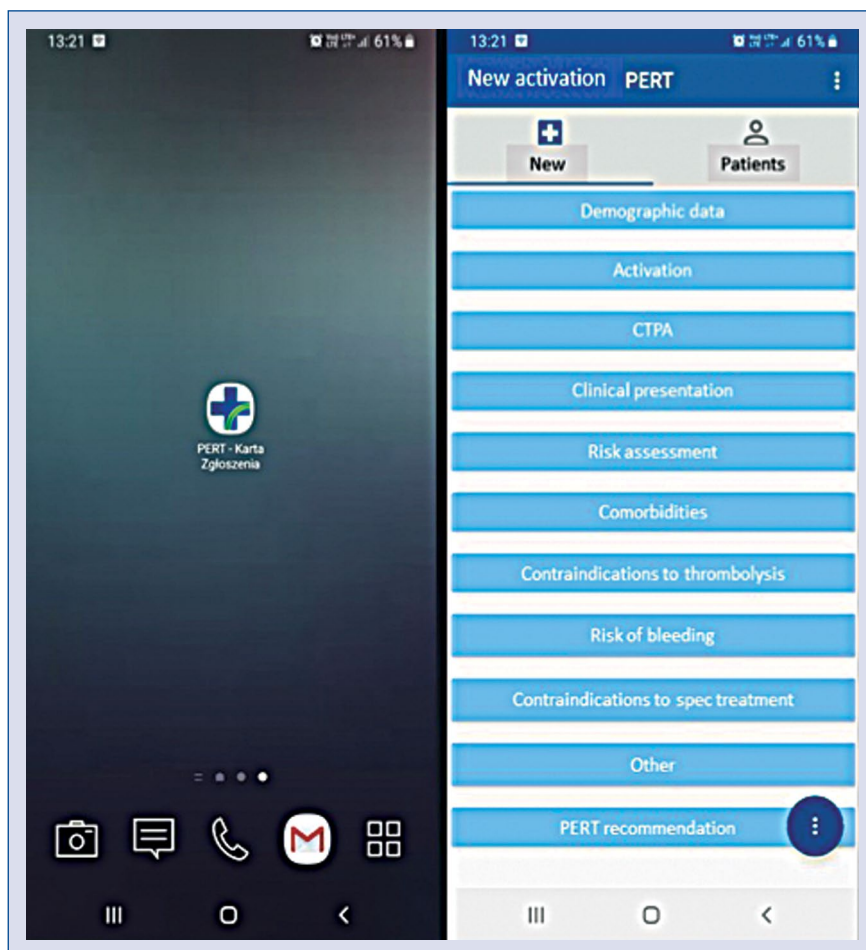 13:21
61%
PERT - Karta
Zgłoszenia
13:21
61%
New activation PERT
New
Patients
Demographic data
Activation
CTPA
Clinical presentation
Risk assessment
Comorbidities
Contraindications to thrombolysis
Risk of bleeding
Contraindications to spec treatment
Other
PERT recommendation